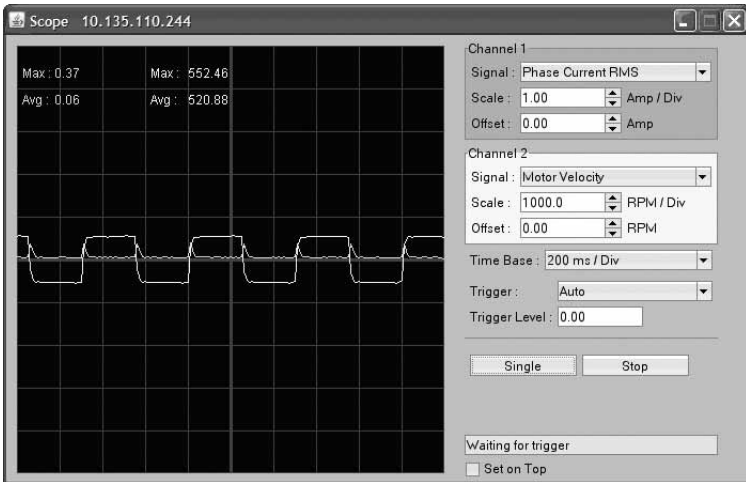 Scope 10.135.110.244
Max : 0.37
Max : 552.46
Avg : 0.06
Avg : 520.88
Channel 1
Signal : Phase Current RMS
Scale : 1.00 Amp / Div
Offset : 0.00 Amp
Channel 2
Signal : Motor Velocity
Scale : 1000.0 RPM / Div
Offset : 0.00 RPM
Time Base : 200 ms / Div
Trigger : Auto
Trigger Level : 0.00
Single
Stop
Waiting for trigger
Set on Top